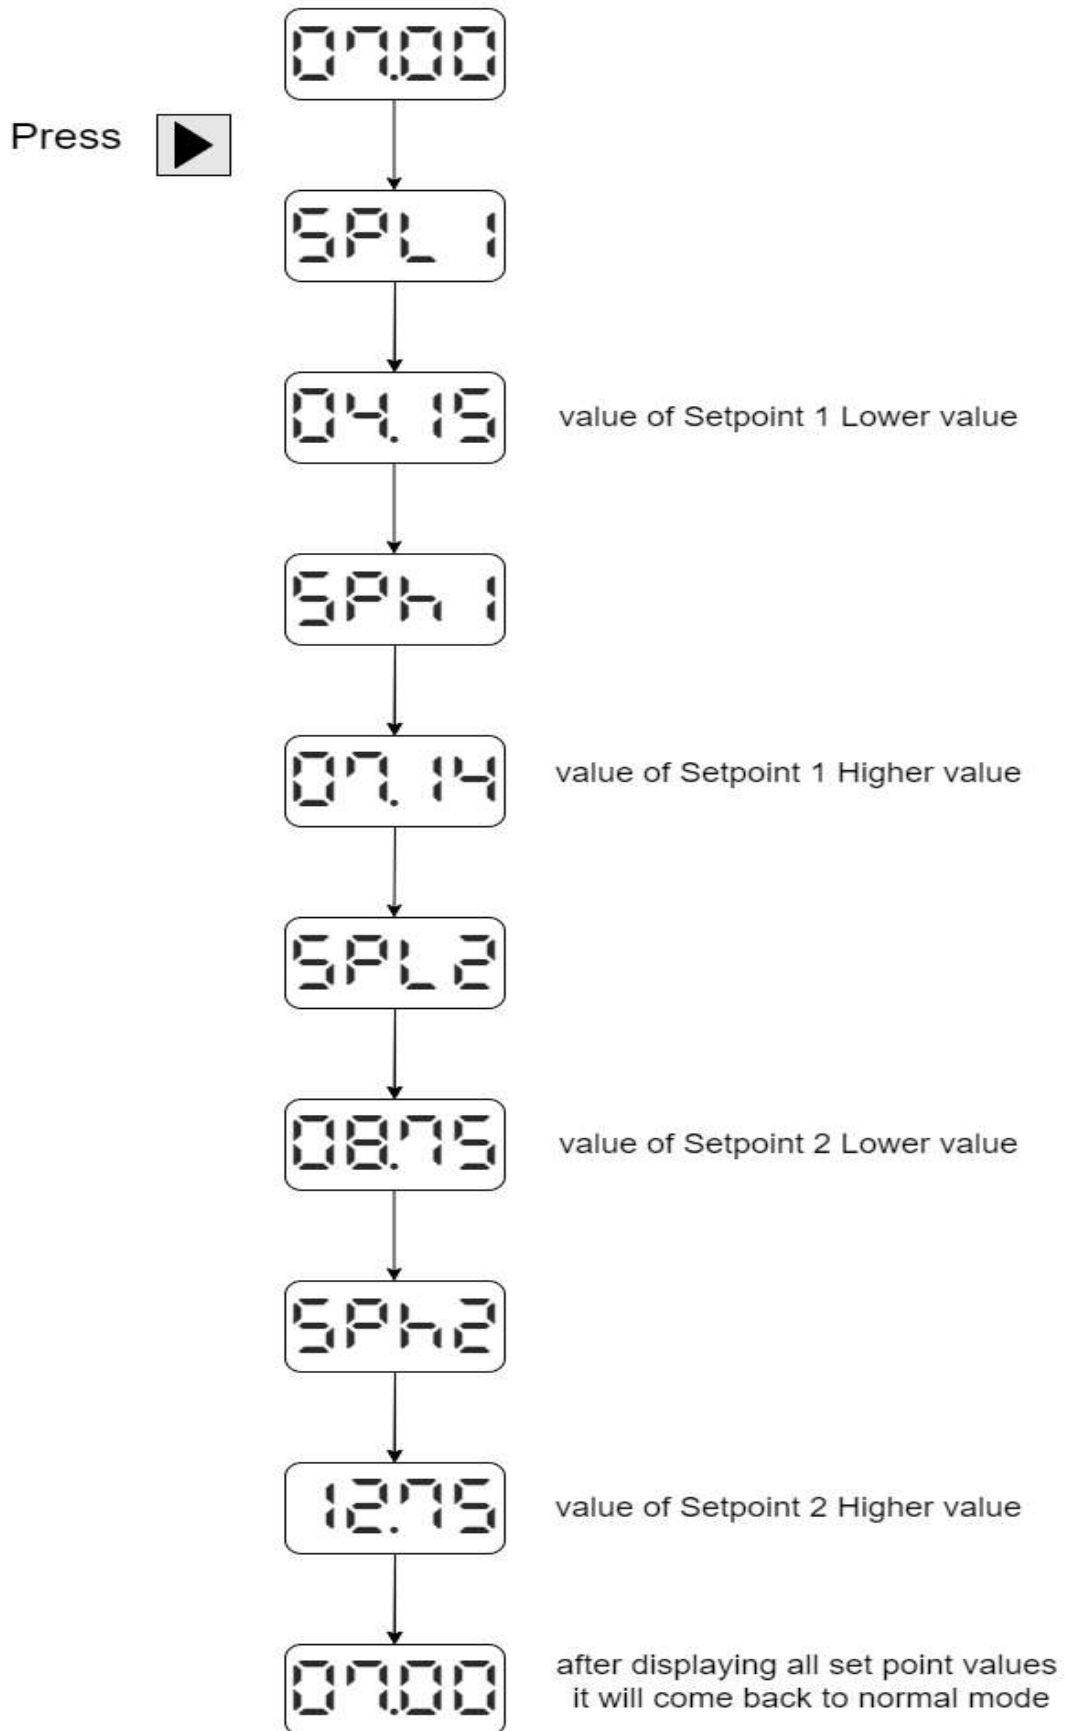 07.00
Press
SPL 1
04.15
value of Setpoint 1 Lower value
SPh 1
07.14
value of Setpoint 1 Higher value
SPL2
08.75
value of Setpoint 2 Lower value
SPh2
12.75
value of Setpoint 2 Higher value
07.00
after displaying all set point values
it will come back to normal mode